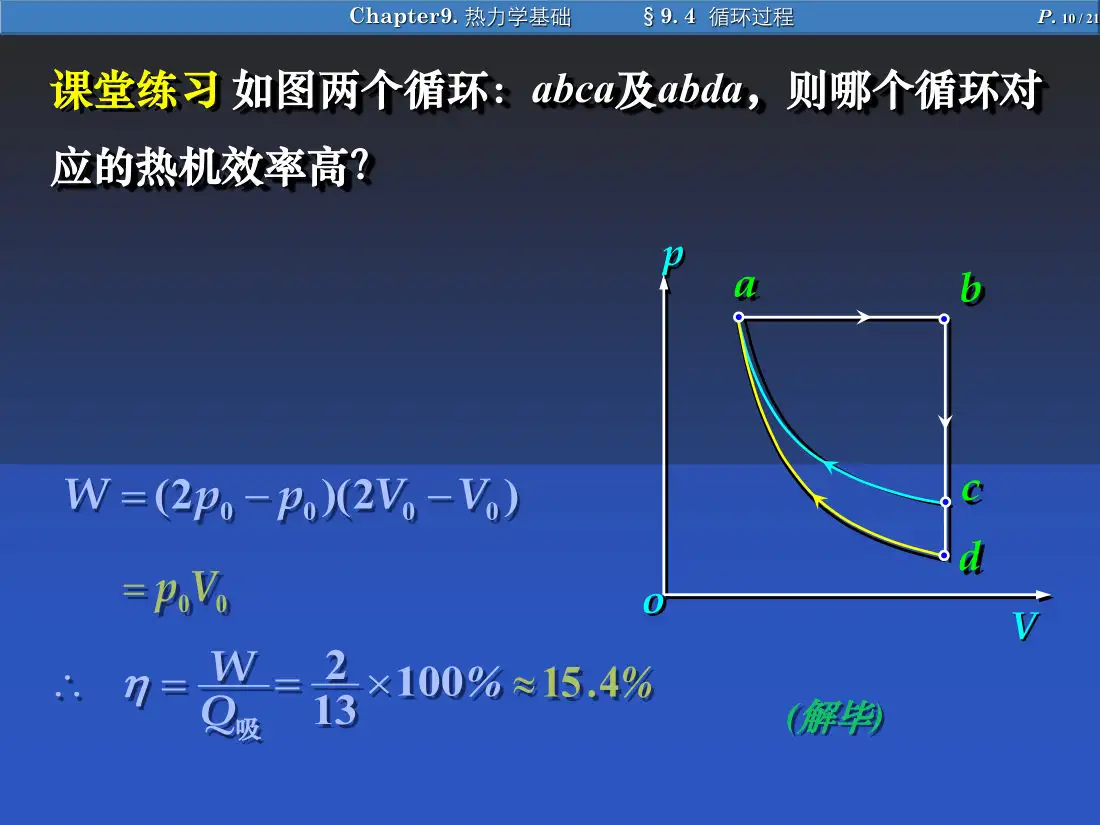 Chapter9. 热力学基础 §9. 4 循环过程 P. 10 / 21
课堂练习 如图两个循环：abca及abda，则哪个循环对
应的热机效率高？
p
a
b
c
d
o
V
W = (2p₀ − p₀)(2V₀ − V₀)
= p₀V₀
∴ η = W/Q吸 = 2/13 ×100% ≈15.4%
(解毕)